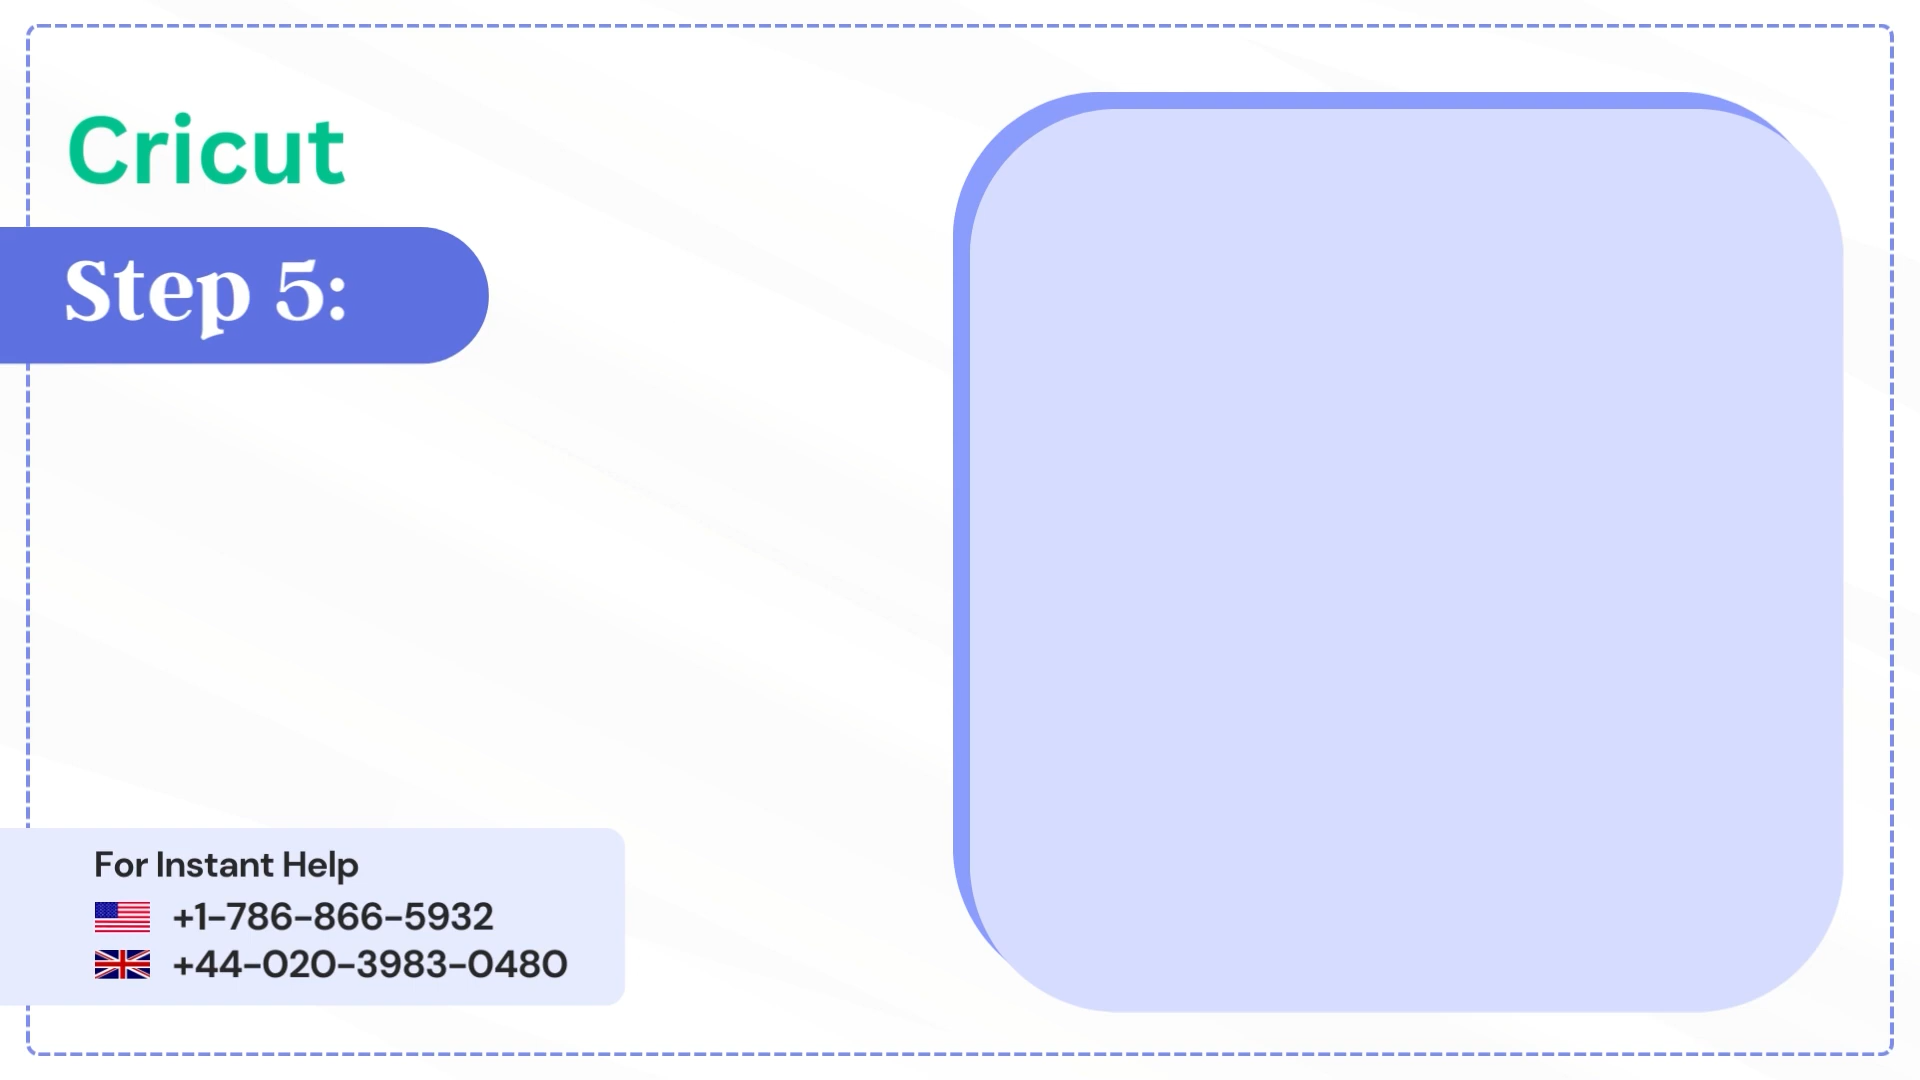 Cricut
Step 5:
For Instant Help
+1-786-866-5932
+44-020-3983-0480